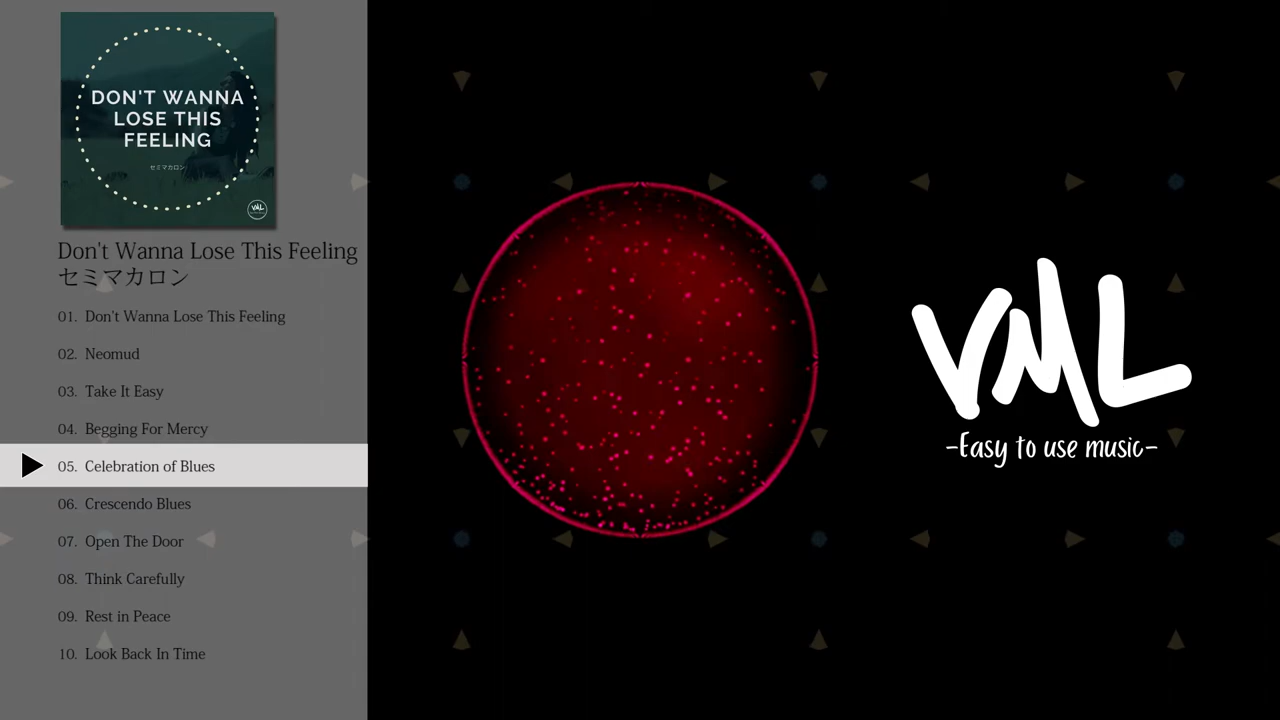 DON'T WANNA
LOSE THIS
FEELING
セミマカロン
VML
Don't Wanna Lose This Feeling
セミマカロン
01. Don't Wanna Lose This Feeling
02. Neomud
03. Take It Easy
04. Begging For Mercy
05. Celebration of Blues
06. Crescendo Blues
07. Open The Door
08. Think Carefully
09. Rest in Peace
10. Look Back In Time
VML
-Easy to use music-